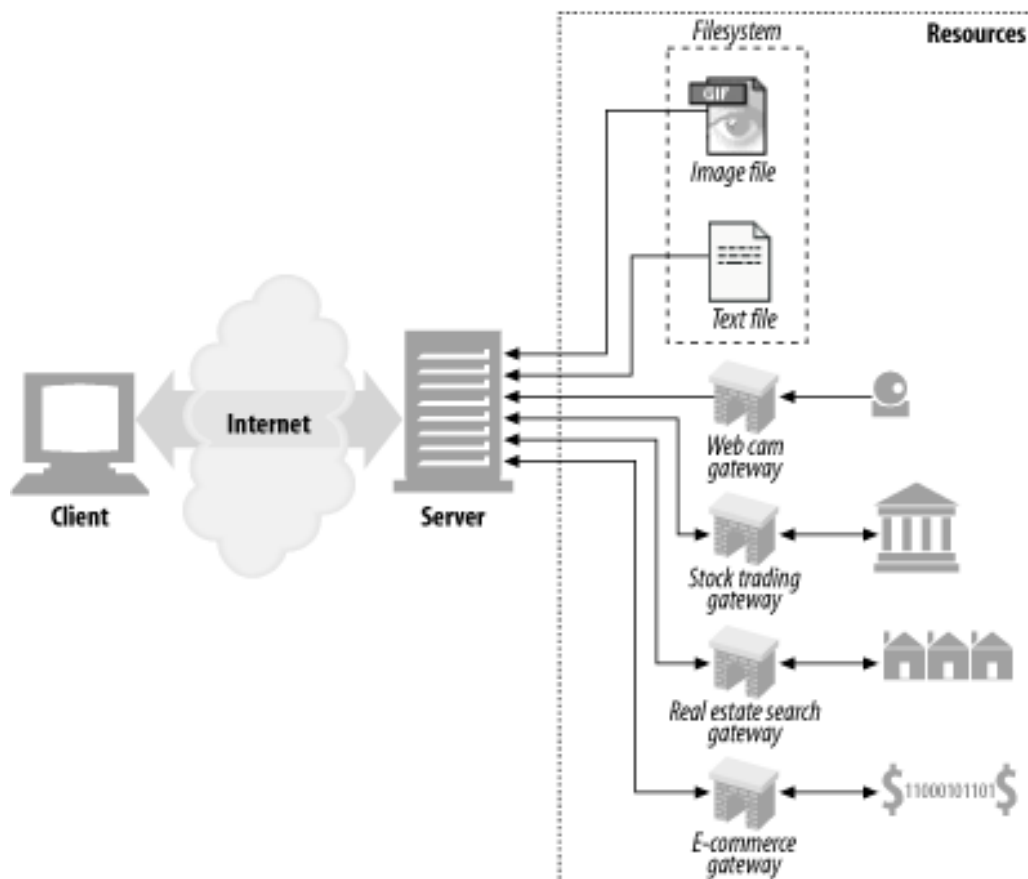 Filesystem
Resources
GIF
Image file
Text file
Internet
Client
Server
Web cam
gateway
Stock trading
gateway
Real estate search
gateway
$11000101101$
E-commerce
gateway